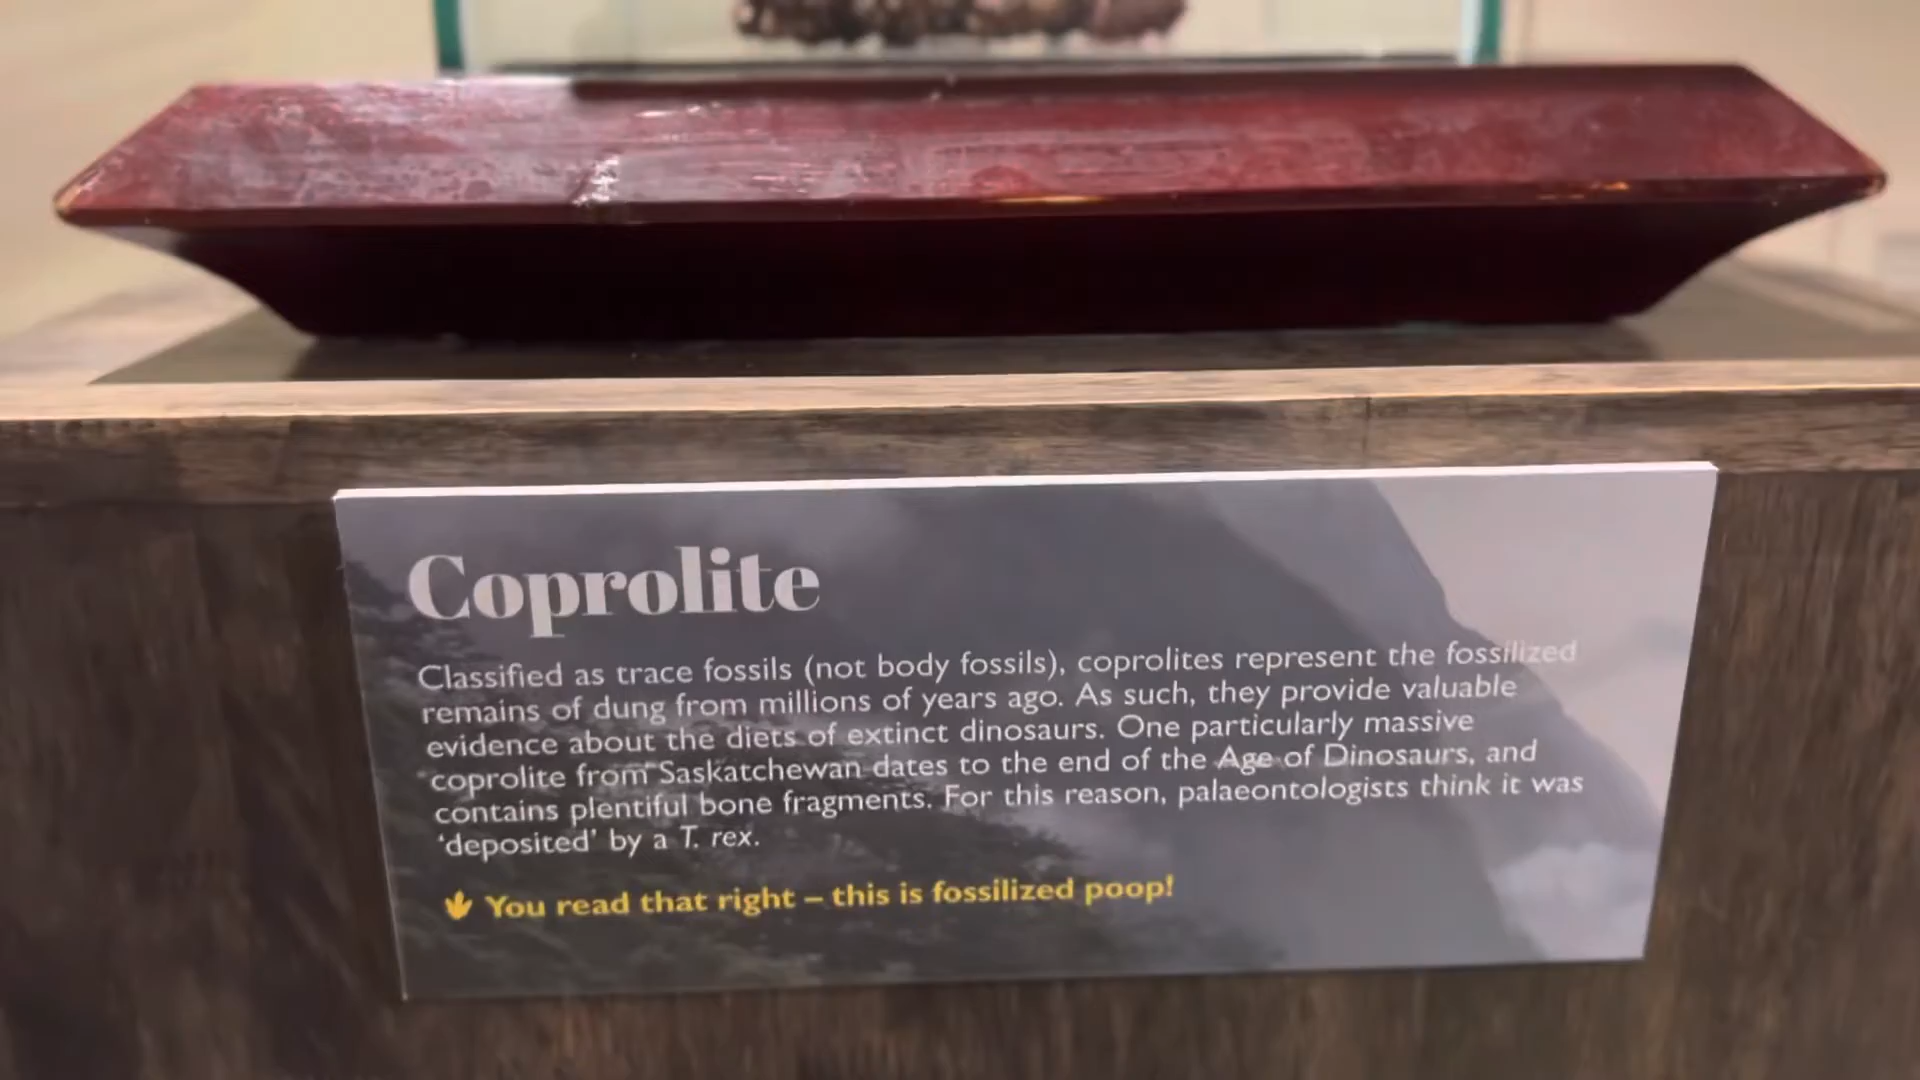 Coprolite
Classified as trace fossils (not body fossils), coprolites represent the fossilized
remains of dung from millions of years ago. As such, they provide valuable
evidence about the diets of extinct dinosaurs. One particularly massive
coprolite from Saskatchewan dates to the end of the Age of Dinosaurs, and
contains plentiful bone fragments. For this reason, palaeontologists think it was
‘deposited’ by a T. rex.
You read that right – this is fossilized poop!